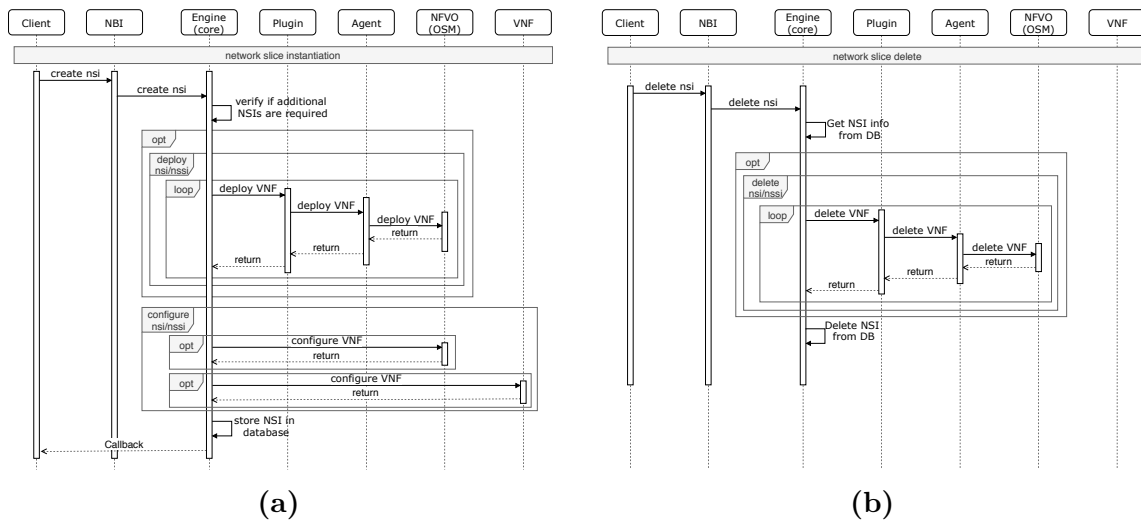 Client
NBI
Engine
(core)
Plugin
Agent
NFVO
(OSM)
VNF
network slice instantiation
create nsi
create nsi
verify if additional
NSIs are required
opt
deploy
nsi/nssi
loop
deploy VNF
deploy VNF
deploy VNF
return
return
return
configure
nsi/nssi
opt
configure VNF
return
opt
configure VNF
return
store NSI in
database
Callback
(a)
Client
NBI
Engine
(core)
Plugin
Agent
NFVO
(OSM)
VNF
network slice delete
delete nsi
delete nsi
Get NSI info
from DB
opt
delete
nsi/nssi
loop
delete VNF
delete VNF
delete VNF
return
return
return
Delete NSI
from DB
(b)